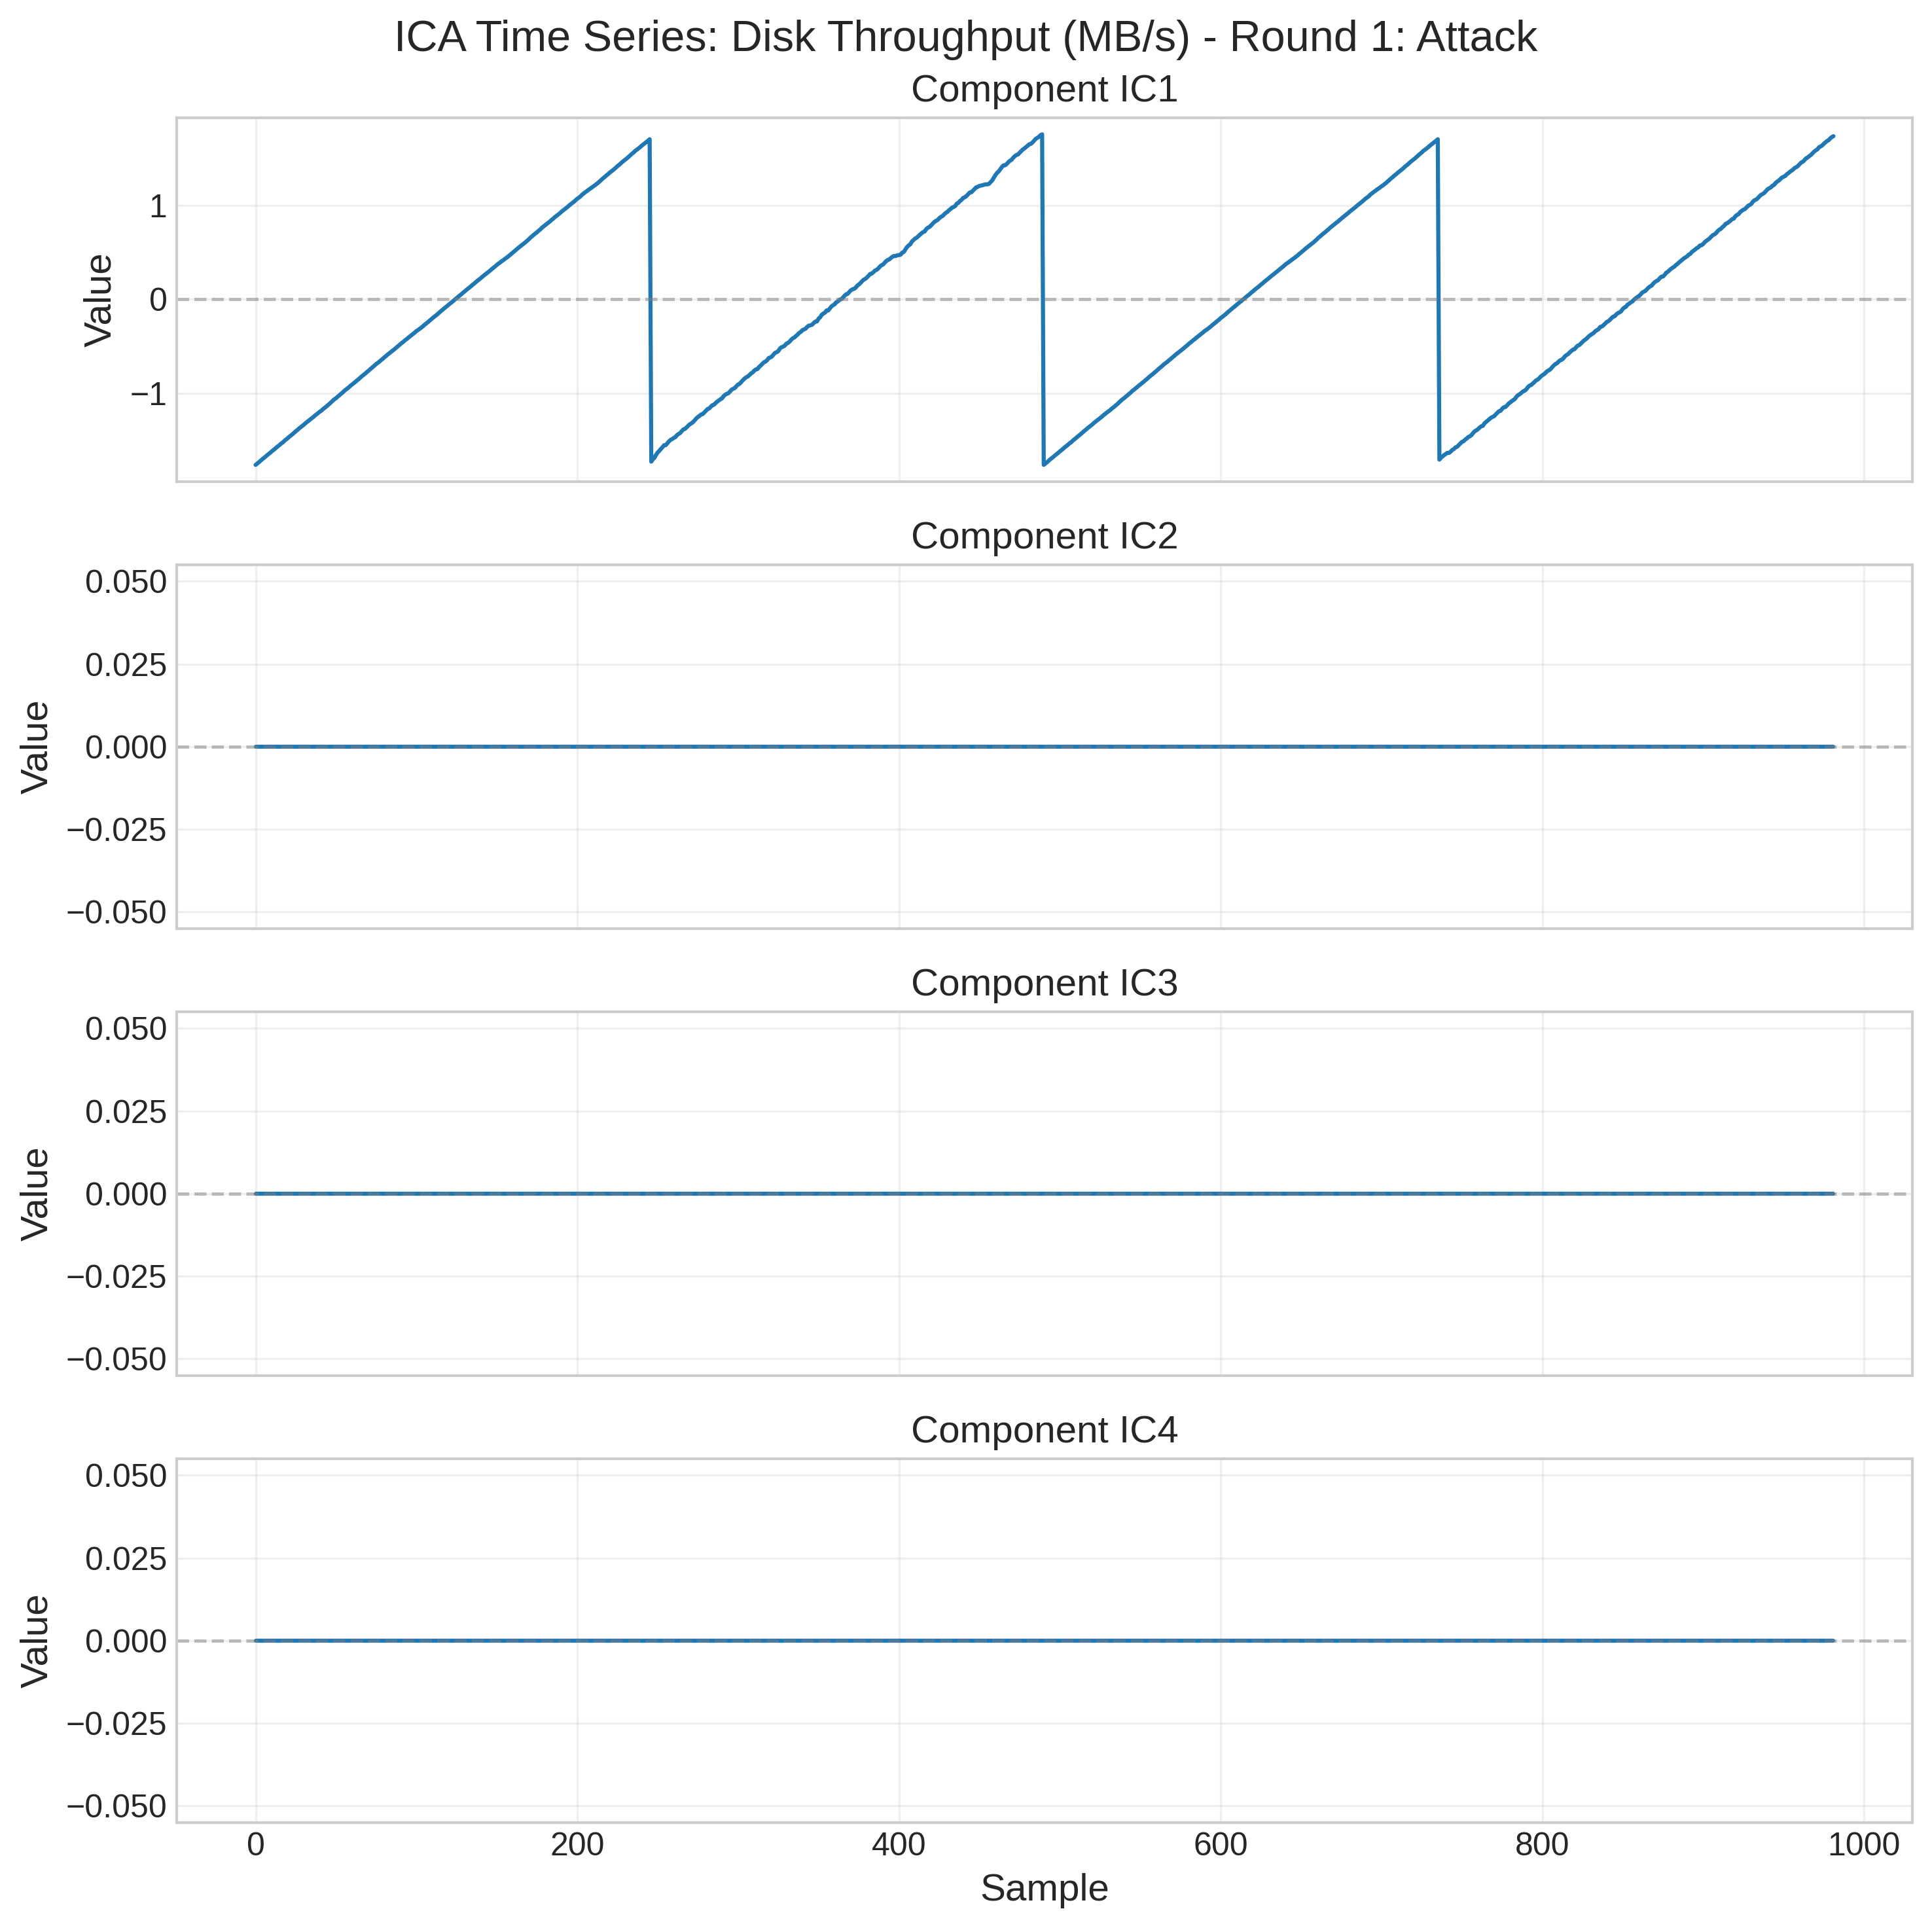 ICA Time Series: Disk Throughput (MB/s) - Round 1: Attack
Component IC1
Value
1
0
−1
Component IC2
Value
0.050
0.025
0.000
−0.025
−0.050
Component IC3
Value
0.050
0.025
0.000
−0.025
−0.050
Component IC4
Value
0.050
0.025
0.000
−0.025
−0.050
0 200 400 600 800 1000
Sample